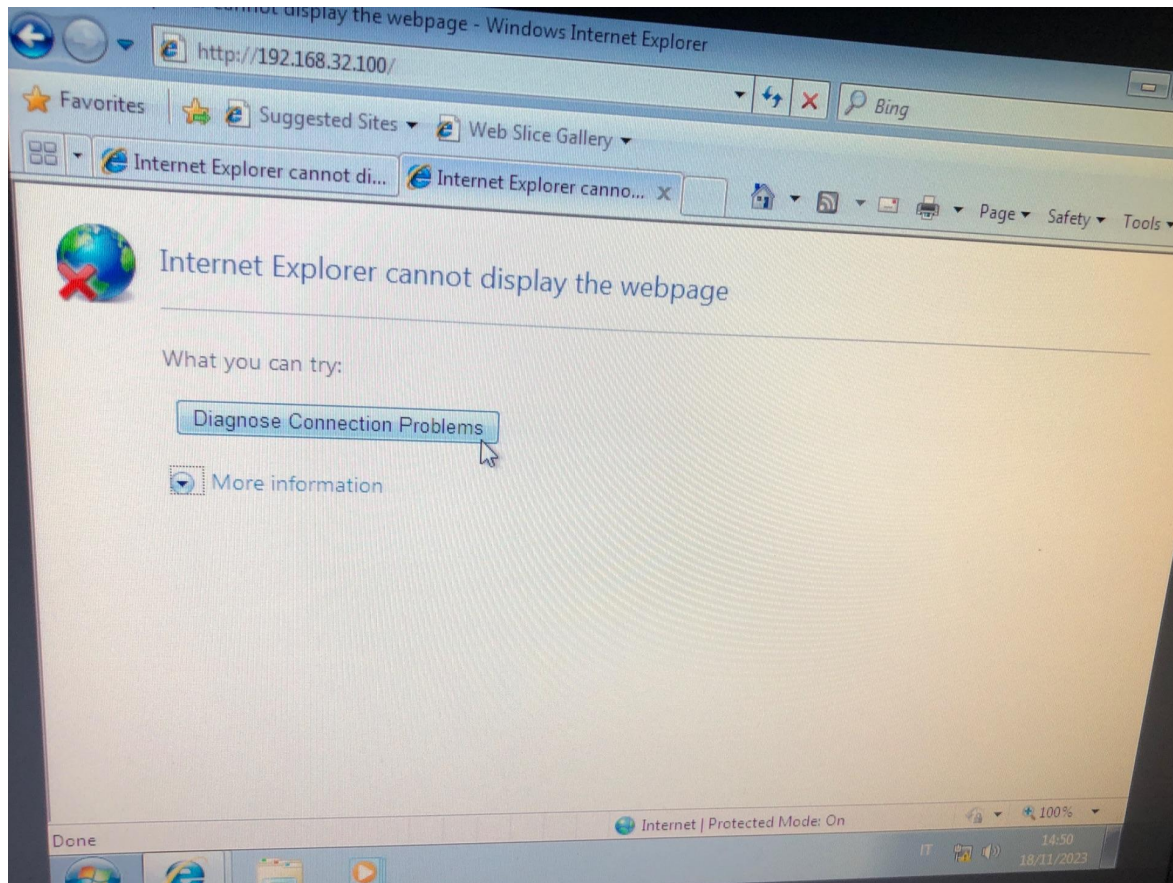 cannot display the webpage - Windows Internet Explorer
http://192.168.32.100/
Bing
Favorites
Suggested Sites
Web Slice Gallery
Internet Explorer cannot di...
Internet Explorer canno...
Page
Safety
Tools
Internet Explorer cannot display the webpage
What you can try:
Diagnose Connection Problems
More information
Done
Internet | Protected Mode: On
100%
IT
14:50
18/11/2023